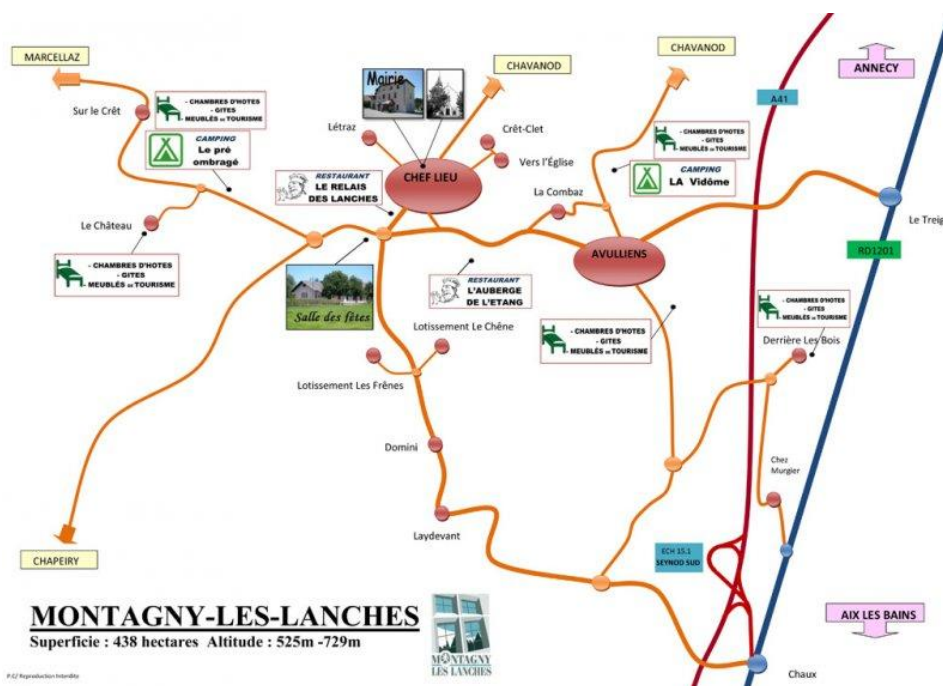 MARCELLAZ
CHAVANOD
CHAVANOD
ANNECY
A41
Mairie
Sur le Crêt
- CHAMBRES D'HOTES
- GITES
- MEUBLÉS DE TOURISME
CAMPING
Le pré
ombragé
Létraz
Crêt-Clet
Vers l'Église
CHEF LIEU
RESTAURANT
LE RELAIS
DES LANCHES
- CHAMBRES D'HOTES
- GITES
- MEUBLÉS DE TOURISME
CAMPING
LA Vidôme
La Combaz
Le Château
Le Treig
RD1201
AVULLIENS
- CHAMBRES D'HOTES
- GITES
- MEUBLÉS DE TOURISME
Salle des fêtes
RESTAURANT
L'AUBERGE
DE L'ETANG
- CHAMBRES D'HOTES
- GITES
- MEUBLÉS DE TOURISME
Derrière Les Bois
Lotissement Le Chêne
- CHAMBRES D'HOTES
- GITES
- MEUBLÉS DE TOURISME
Lotissement Les Frênes
Domini
Chez
Murgier
Laydevant
ECH 15.1
SEYNOD SUD
CHAPEIRY
MONTAGNY-LES-LANCHES
Superficie : 438 hectares Altitude : 525m -729m
MONTAGNY
LES LANCHES
AIX LES BAINS
Chaux
P.C/ Reproduction Interdite